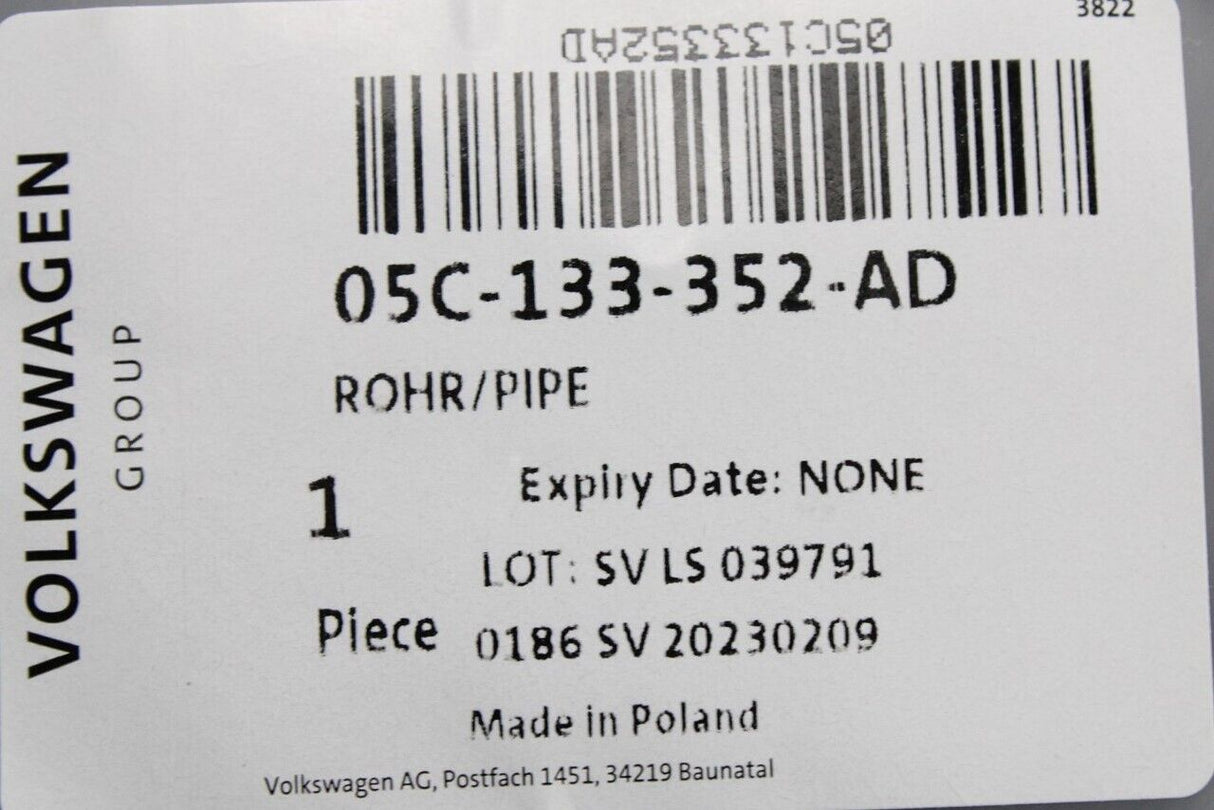 3822
05C133352AD
VOLKSWAGEN
GROUP
05C-133-352-AD
ROHR/PIPE
1
Expiry Date: NONE
LOT: SV LS 039791
Piece
0186 SV 20230209
Made in Poland
Volkswagen AG, Postfach 1451, 34219 Baunatal